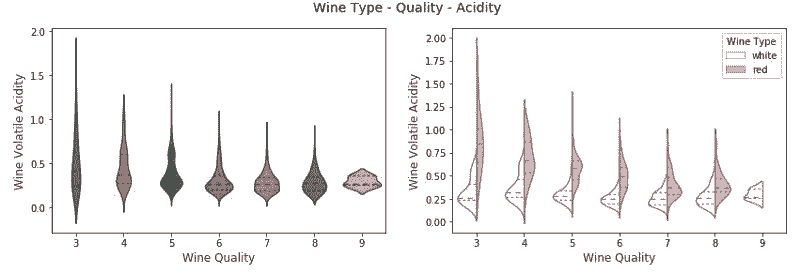 Wine Type - Quality - Acidity
Wine Volatile Acidity
2.0
1.5
1.0
0.5
0.0
3 4 5 6 7 8 9
Wine Quality
Wine Volatile Acidity
2.00
1.75
1.50
1.25
1.00
0.75
0.50
0.25
0.00
Wine Type
white
red
3 4 5 6 7 8 9
Wine Quality